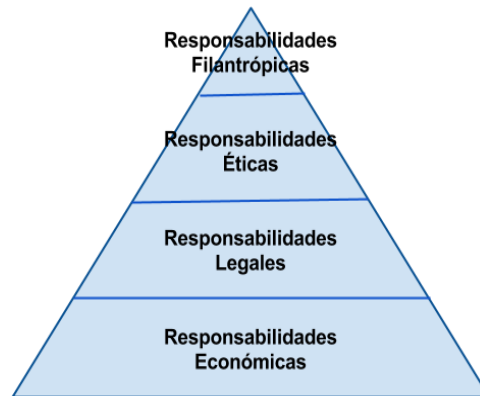 Responsabilidades
Filantrópicas
Responsabilidades
Éticas
Responsabilidades
Legales
Responsabilidades
Económicas